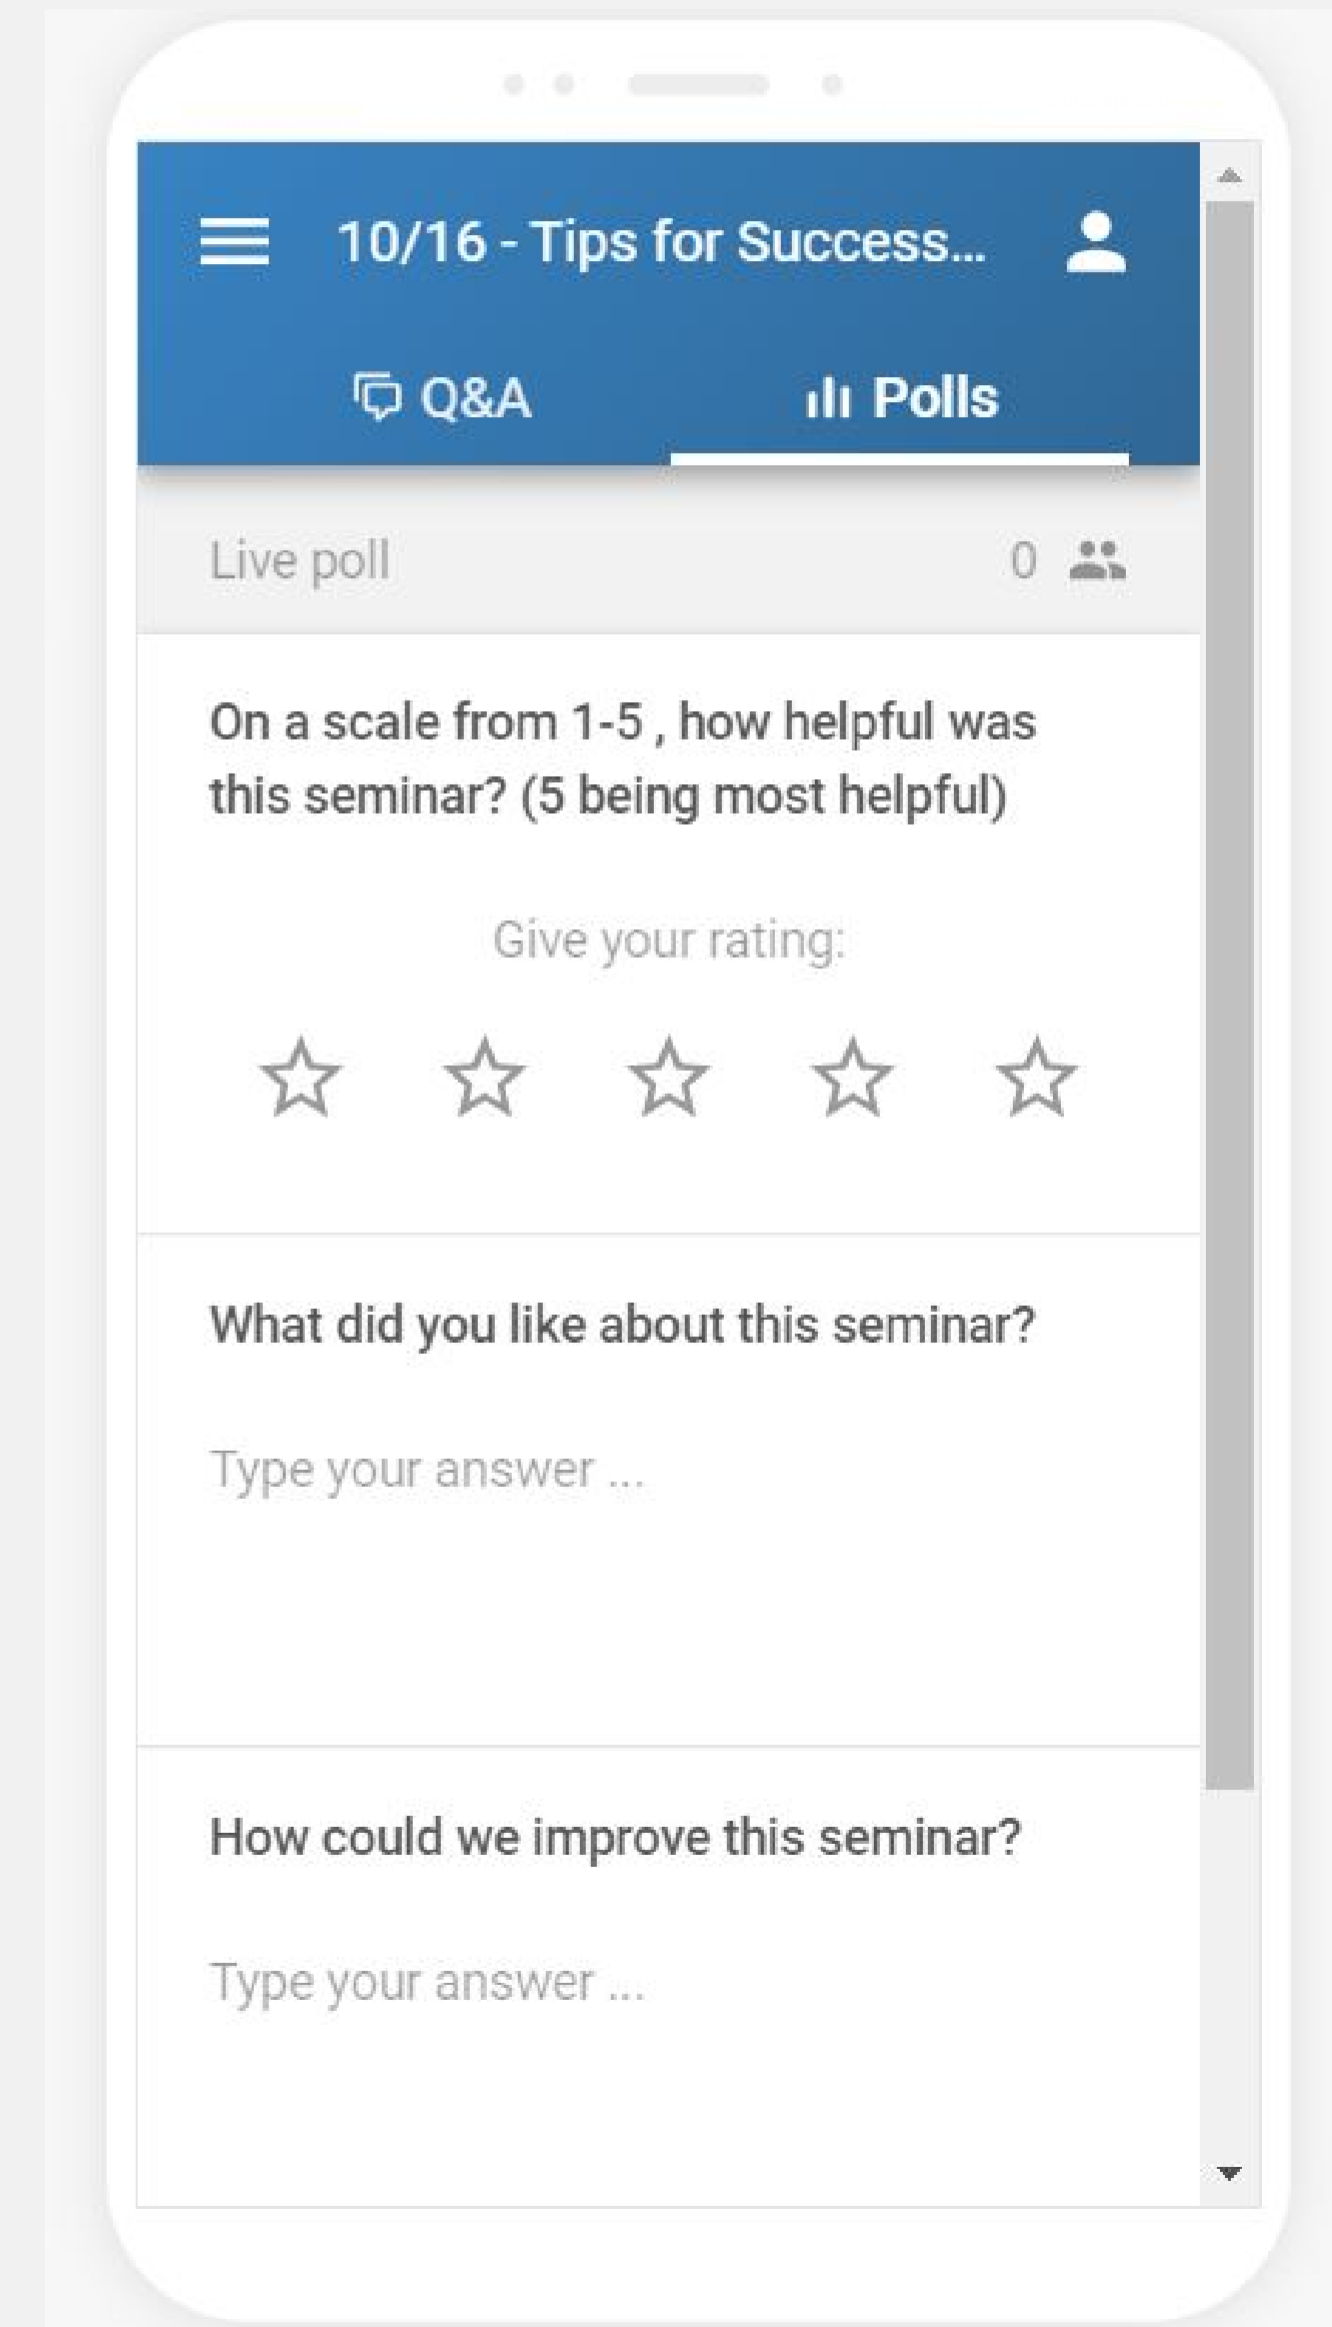 10/16 - Tips for Success...
Q&A
Polls
Live poll
0
On a scale from 1-5 , how helpful was
this seminar? (5 being most helpful)
Give your rating:
What did you like about this seminar?
Type your answer ...
How could we improve this seminar?
Type your answer ...